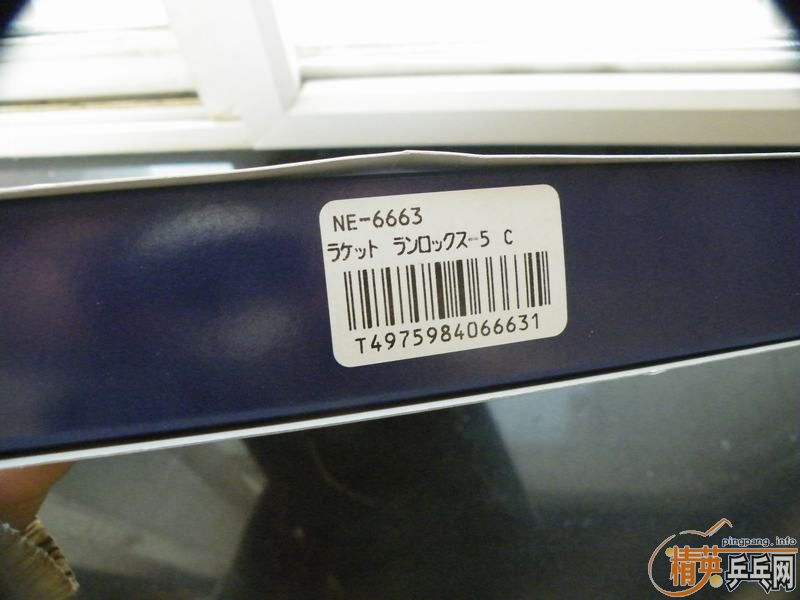 NE-6663
ラケット ランロックス-5 C
T4975984066631
pingpang.info
精英乒乓网